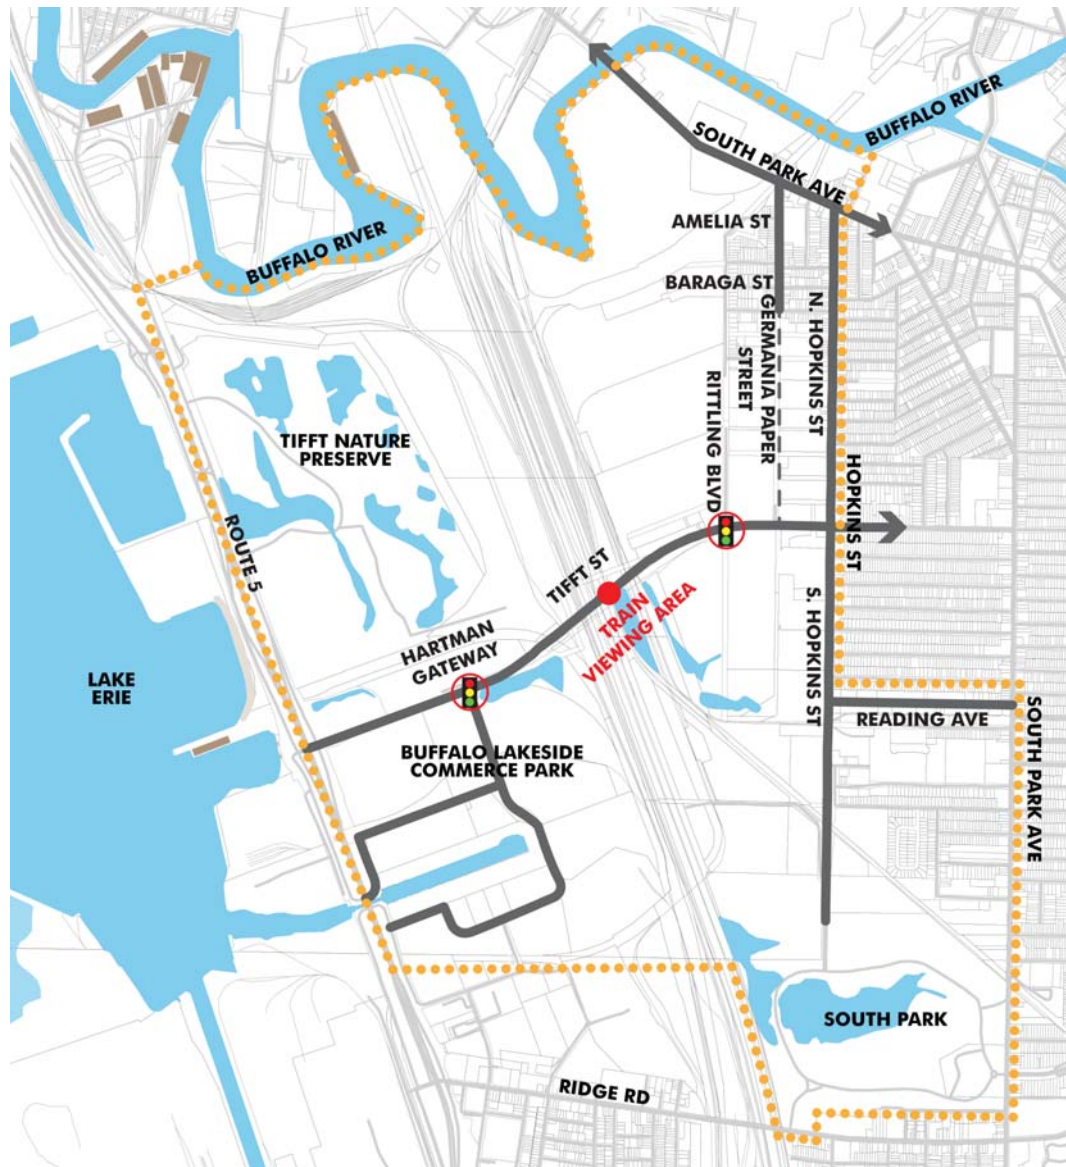 BUFFALO RIVER
SOUTH PARK AVE
AMELIA ST
BUFFALO RIVER
BARAGA ST
GERMANIA PAPER
STREET
N. HOPKINS ST
RITTLING BLVD
TIFFT NATURE
PRESERVE
HOPKINS ST
ROUTE 5
TIFFT ST
TRAIN
VIEWING AREA
HARTMAN
GATEWAY
S. HOPKINS ST
LAKE
ERIE
READING AVE
SOUTH PARK AVE
BUFFALO LAKESIDE
COMMERCE PARK
SOUTH PARK
RIDGE RD